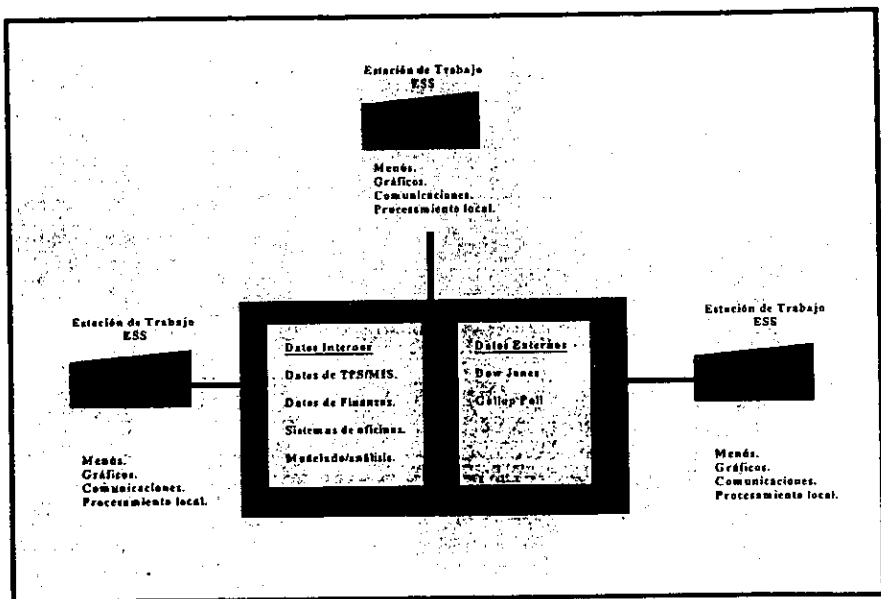 Estación de Trabajo
ESS
Menús.
Gráficos.
Comunicaciones.
Procesamiento local.
Estación de Trabajo
ESS
Menús.
Gráficos.
Comunicaciones.
Procesamiento local.
Datos Internos
Datos de TPS/MIS.
Datos de Finanzas.
Sistemas de oficinas.
Modelado/análisis.
Datos Externos
Dow Jones
Gallup Poll
Estación de Trabajo
ESS
Menús.
Gráficos.
Comunicaciones.
Procesamiento local.